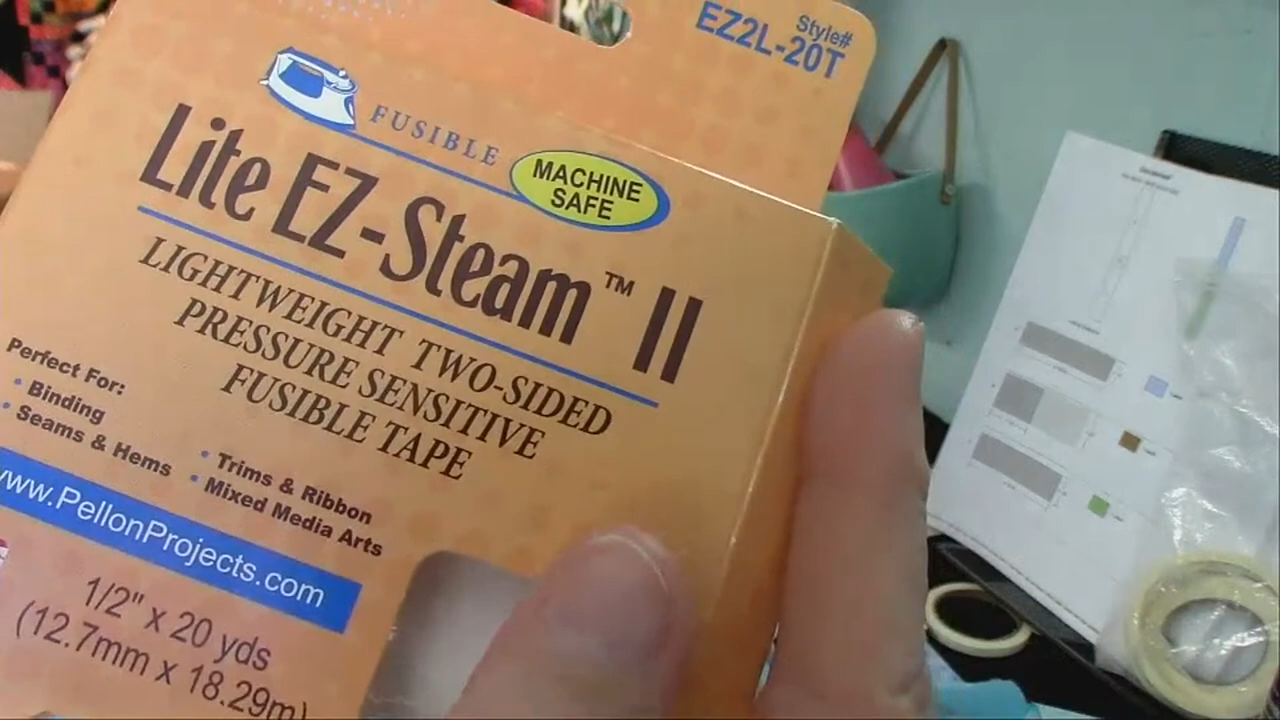 Style#
EZ2L-20T
FUSIBLE
MACHINE
SAFE
Lite EZ-Steam™ II
LIGHTWEIGHT TWO-SIDED
PRESSURE SENSITIVE
FUSIBLE TAPE
Perfect For:
• Binding
• Seams & Hems
• Trims & Ribbon
• Mixed Media Arts
www.PellonProjects.com
1/2" x 20 yds
(12.7mm x 18.29m)